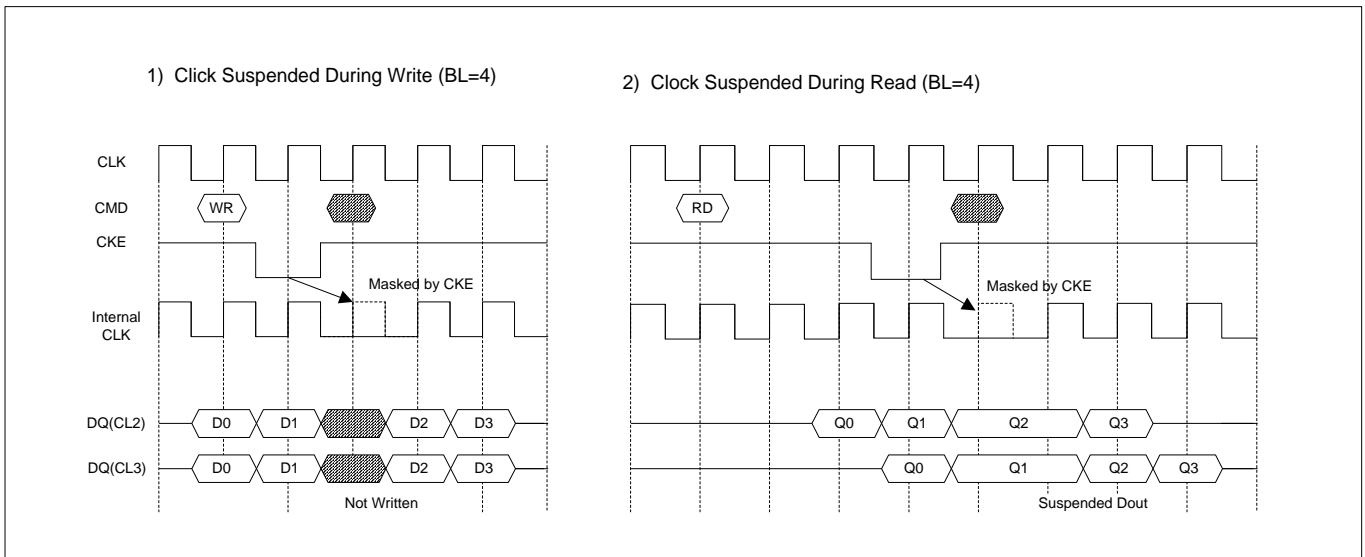 1) Click Suspended During Write (BL=4)
2) Clock Suspended During Read (BL=4)
CLK
CMD
WR
RD
CKE
Masked by CKE
Masked by CKE
Internal
CLK
DQ(CL2)
D0
D1
D2
D3
Q0
Q1
Q2
Q3
DQ(CL3)
D0
D1
D2
D3
Q0
Q1
Q2
Q3
Not Written
Suspended Dout